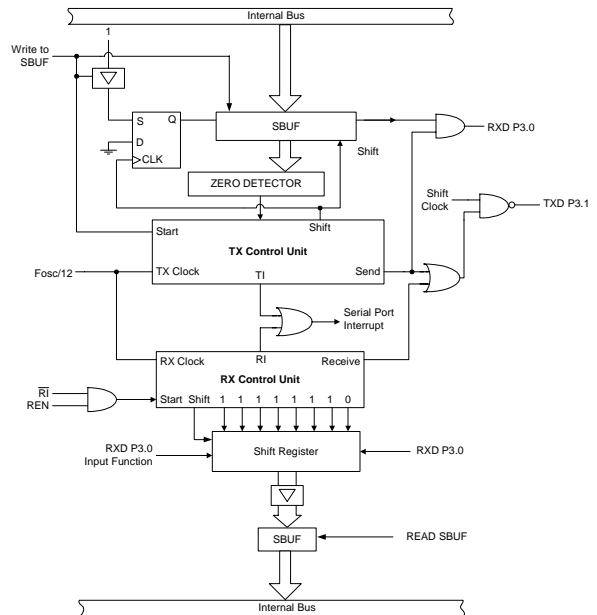 Internal Bus
1
Write to
SBUF
S
Q
D
CLK
SBUF
RXD P3.0
Shift
ZERO DETECTOR
Shift
Clock
TXD P3.1
Start
Shift
TX Control Unit
Fosc/12
TX Clock
Send
TI
Serial Port
Interrupt
RX Clock
RI
Receive
RX Control Unit
RI
REN
Start Shift 1 1 1 1 1 1 1 0
RXD P3.0
Input Function
Shift Register
RXD P3.0
SBUF
READ SBUF
Internal Bus